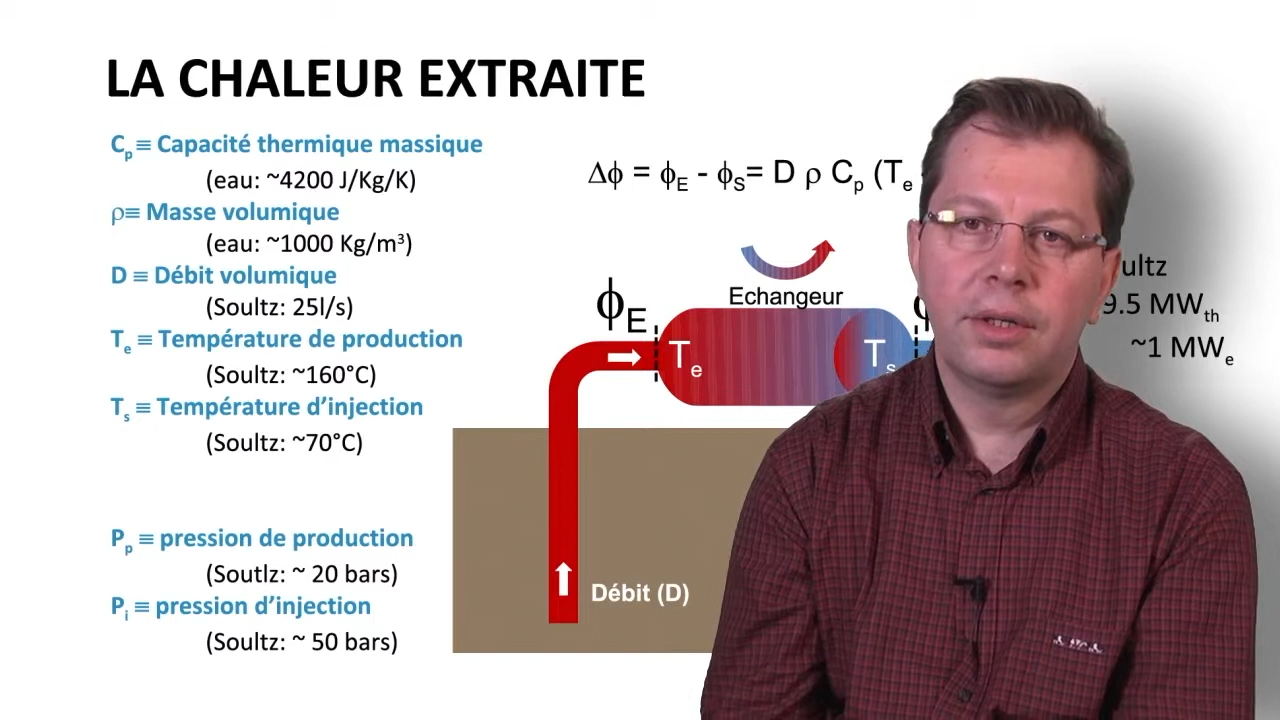 LA CHALEUR EXTRAITE
Cp ≡ Capacité thermique massique
(eau: ~4200 J/Kg/K)
ρ≡ Masse volumique
(eau: ~1000 Kg/m³)
D ≡ Débit volumique
(Soultz: 25l/s)
Te ≡ Température de production
(Soultz: ~160°C)
Ts ≡ Température d’injection
(Soultz: ~70°C)
Pp ≡ pression de production
(Soutlz: ~ 20 bars)
Pi ≡ pression d’injection
(Soultz: ~ 50 bars)
Δϕ = ϕE - ϕS= D ρ Cp (Te
Echangeur
ϕE
Te
Ts
Débit (D)
ultz
9.5 MWth
~1 MWe